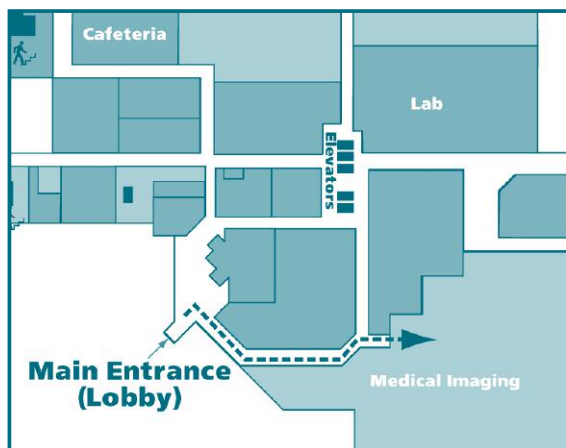 Cafeteria
Lab
Elevators
Main Entrance
(Lobby)
Medical Imaging